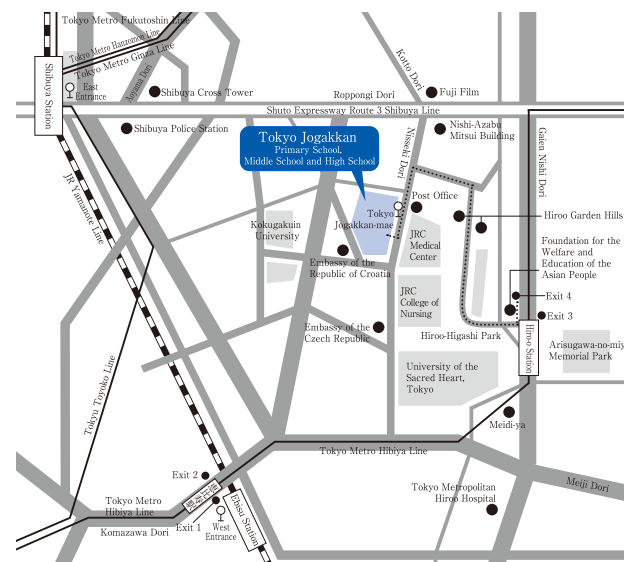 Tokyo Metro Fukutoshin Line
Tokyo Metro Hanzomon Line
Tokyo Metro Ginza Line
Aoyama Dori
Shibuya Station
East
Entrance
Shibuya Cross Tower
Kotto Dori
Fuji Film
Roppongi Dori
Shuto Expressway Route 3 Shibuya Line
Shibuya Police Station
Nishi-Azabu
Mitsui Building
Tokyo Jogakkan
Primary School,
Middle School and High School
Nisseki Dori
Gaien Nishi Dori
JR Yamanote Line
Post Office
Tokyo
Jogakkan-mae
Kokugakuin
University
JRC
Medical
Center
Hiroo Garden Hills
Foundation for the
Welfare and
Education of the
Asian People
Embassy of the
Republic of Croatia
JRC
College of
Nursing
Exit 4
Exit 3
Embassy of the
Czech Republic
Hiroo-Higashi Park
Hiro-o Station
Arisugawa-no-miy
Memorial Park
Tokyu Toyoko Line
University of the
Sacred Heart,
Tokyo
Meidi-ya
Tokyo Metro Hibiya Line
Exit 2
Meiji Dori
Tokyo Metro
Hibiya Line
Tokyo Metropolitan
Hiroo Hospital
Exit 1
West
Entrance
Ebisu Station
Komazawa Dori